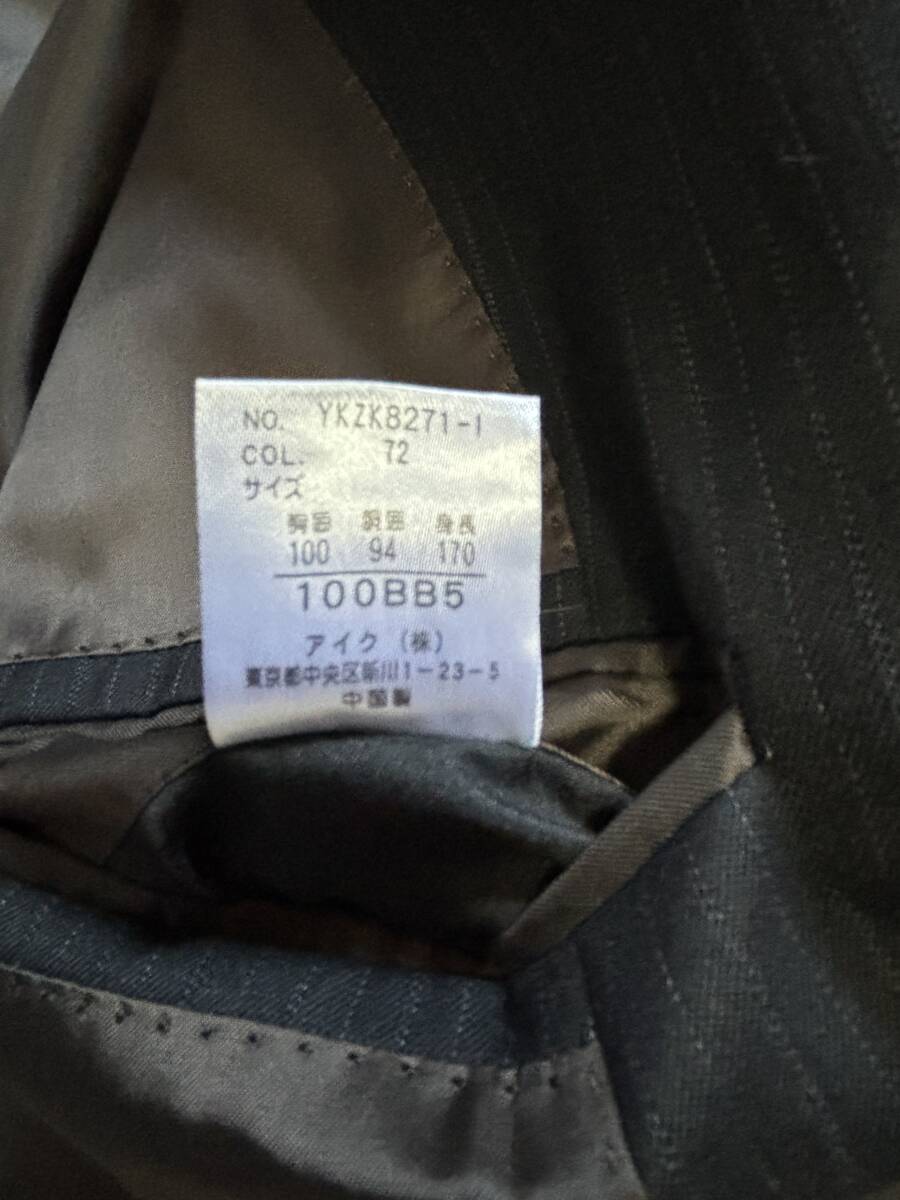 NO. YKZK8271-1
COL. 72
サイズ
胸囲 胴囲 身長
100 94 170
100BB5
アイク (株)
東京都中央区新川1-23-5
中国製